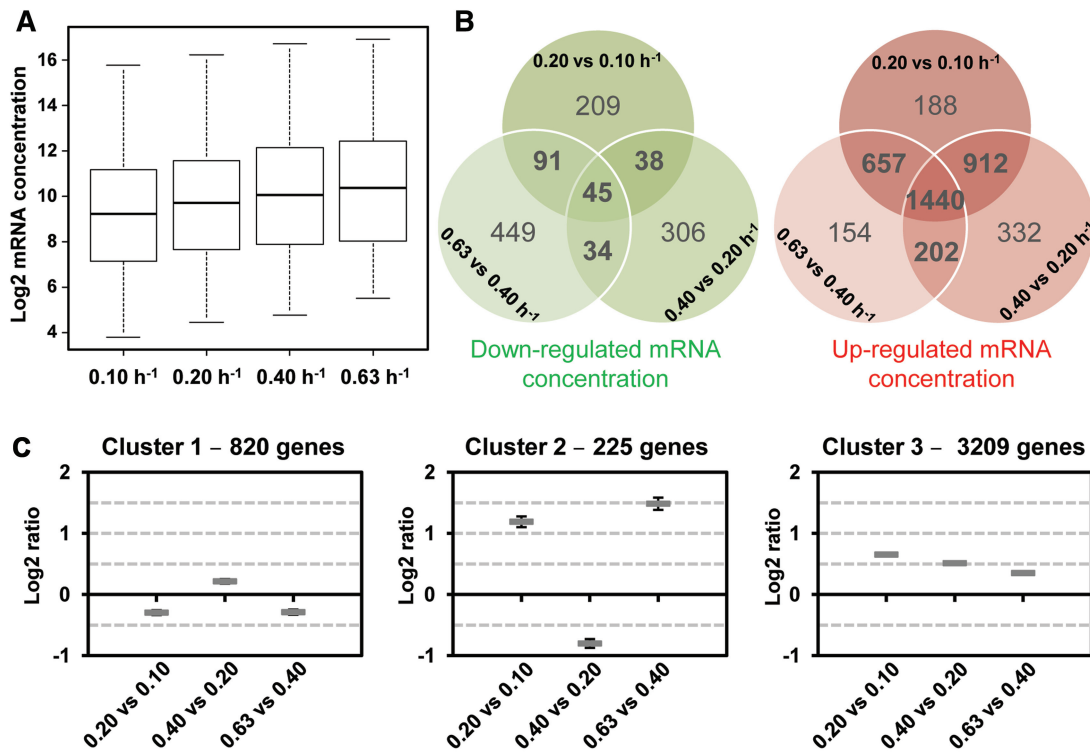 A
Log2 mRNA concentration
16
14
12
10
8
6
4
0.10 h⁻¹ 0.20 h⁻¹ 0.40 h⁻¹ 0.63 h⁻¹
B
0.20 vs 0.10 h⁻¹
209
91
38
45
449
34
306
0.63 vs 0.40 h⁻¹
0.40 vs 0.20 h⁻¹
Down-regulated mRNA
concentration
0.20 vs 0.10 h⁻¹
188
657
912
1440
154
202
332
0.63 vs 0.40 h⁻¹
0.40 vs 0.20 h⁻¹
Up-regulated mRNA
concentration
C
Cluster 1 – 820 genes
Log2 ratio
2
1
0
-1
0.20 vs 0.10
0.40 vs 0.20
0.63 vs 0.40
Cluster 2 – 225 genes
Log2 ratio
2
1
0
-1
0.20 vs 0.10
0.40 vs 0.20
0.63 vs 0.40
Cluster 3 – 3209 genes
Log2 ratio
2
1
0
-1
0.20 vs 0.10
0.40 vs 0.20
0.63 vs 0.40